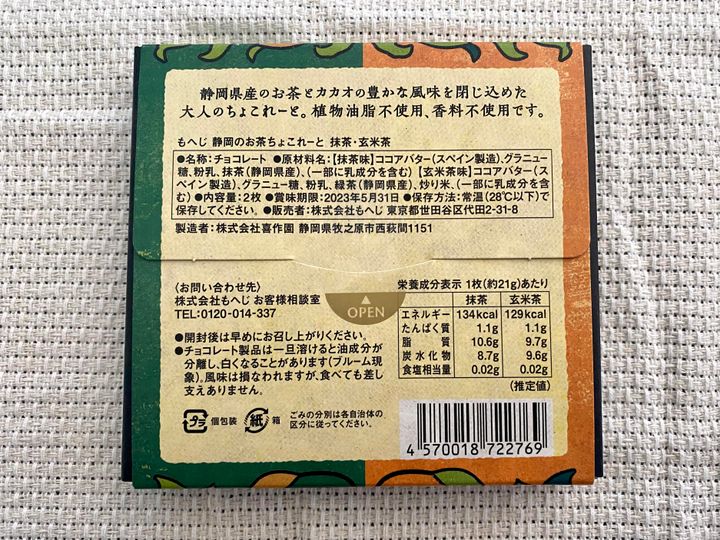 静岡県産のお茶とカカオの豊かな風味を閉じ込めた
大人のちょこれーと。植物油脂不使用、香料不使用です。
もへじ 静岡のお茶ちょこれーと 抹茶・玄米茶
●名称:チョコレート ●原材料名:【抹茶味】ココアバター(スペイン製造)、グラニュー
糖、粉乳、抹茶(静岡県産)、(一部に乳成分を含む)【玄米茶味】ココアバター(ス
ペイン製造)、グラニュー糖、粉乳、緑茶(静岡県産)、炒り米、(一部に乳成分を含
む) ●内容量:2枚 ●賞味期限:2023年5月31日 ●保存方法:常温(28℃以下)で
保存してください。 ●販売者:株式会社もへじ 東京都世田谷区代田2-31-8
製造者:株式会社喜作園 静岡県牧之原市西萩間1151
〈お問い合わせ先〉
株式会社もへじ お客様相談室
TEL:0120-014-337
●開封後は早めにお召し上がりください。
●チョコレート製品は一旦溶けると油成分が
分離し、白くなることがあります(ブルーム現
象)。風味は損なわれますが、食べても差し
支えありません。
OPEN
栄養成分表示 1枚(約21g)あたり
抹茶 玄米茶
エネルギー 134kcal 129kcal
たんぱく質 1.1g 1.1g
脂質 10.6g 9.7g
炭水化物 8.7g 9.6g
食塩相当量 0.02g 0.02g
(推定値)
プラ 個包装 紙 箱
ごみの分別は各自治体の
区分に従ってください。
4 570018 722769